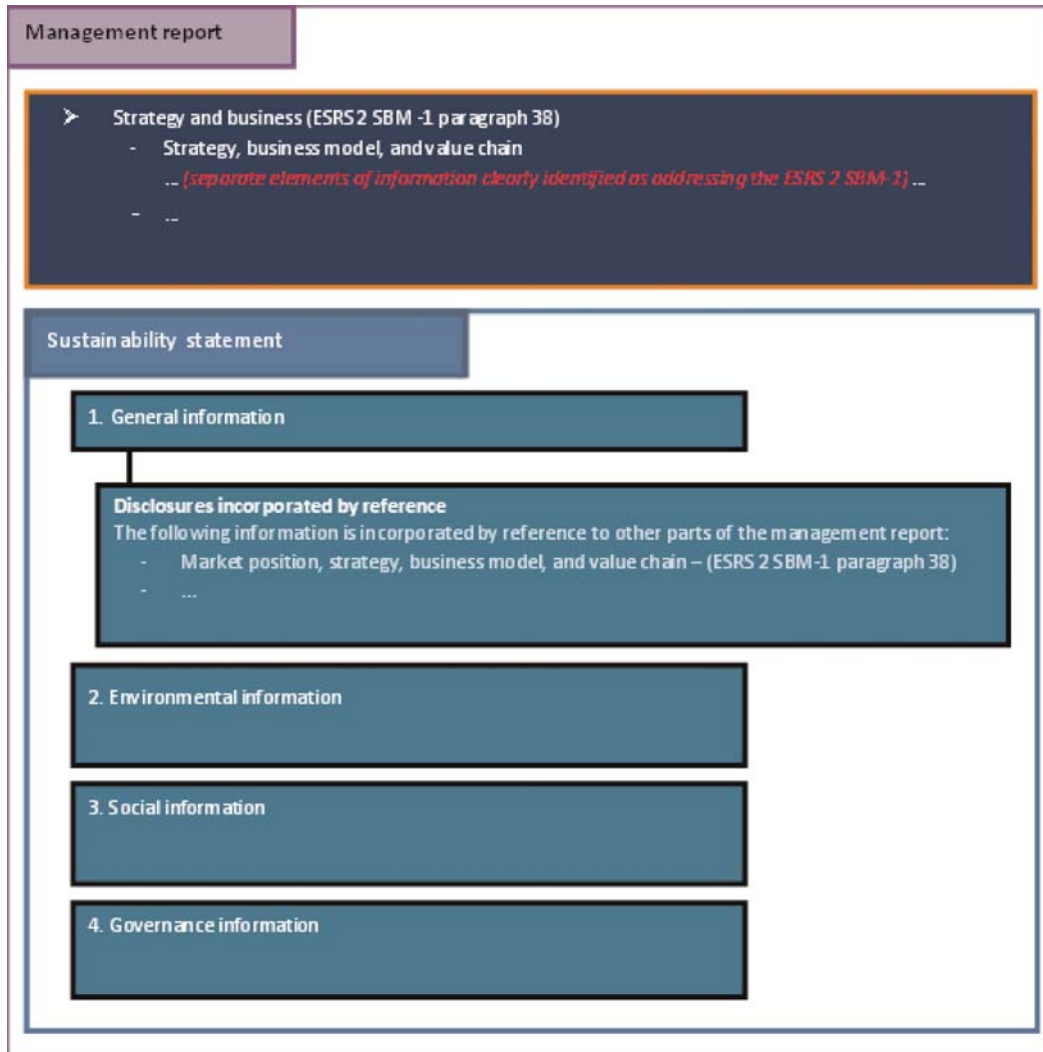 Management report
➢ Strategy and business (ESRS 2 SBM -1 paragraph 38)
- Strategy, business model, and value chain
... (separate elements of information clearly identified as addressing the ESRS 2 SBM-1) ...
- ...
Sustainability statement
1. General information
Disclosures incorporated by reference
The following information is incorporated by reference to other parts of the management report:
- Market position, strategy, business model, and value chain – (ESRS 2 SBM-1 paragraph 38)
- ...
2. Environmental information
3. Social information
4. Governance information